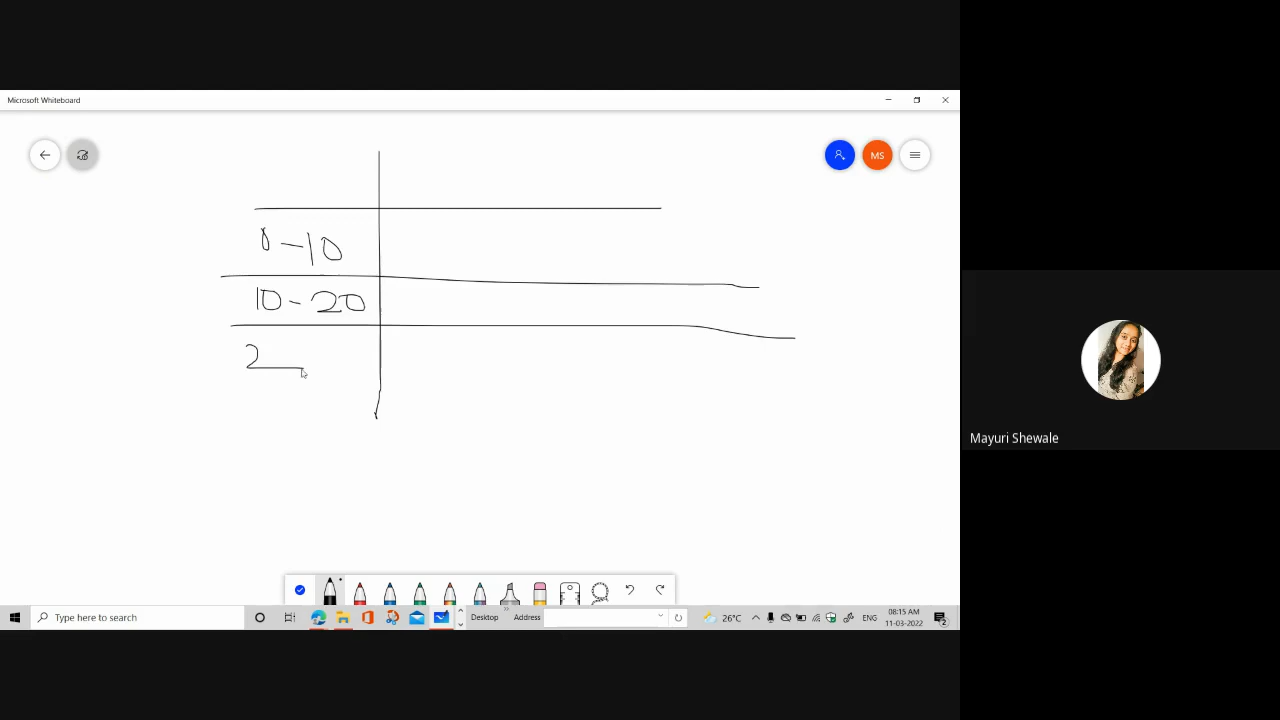 Microsoft Whiteboard
MS
0-10
10-20
2
Mayuri Shewale
Type here to search
Desktop
Address
26°C
ENG
08:15 AM
11-03-2022
2